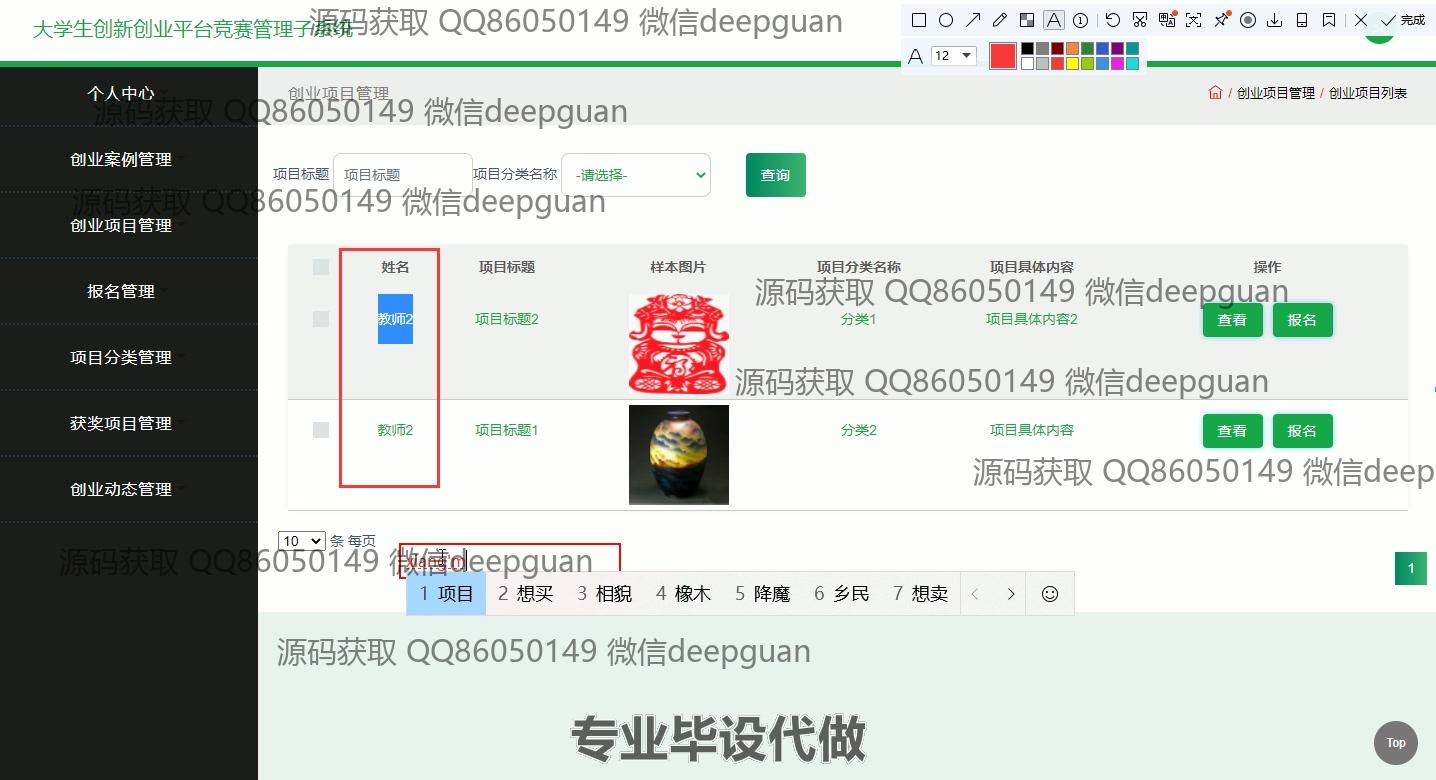 大学生创新创业平台竞赛管理子系统
源码获取 QQ86050149 微信deepguan
完成
A 12
个人中心
创业项目管理
创业项目管理 / 创业项目列表
源码获取 QQ86050149 微信deepguan
创业案例管理
项目标题 项目标题 项目分类名称 -请选择- 查询
源码获取 QQ86050149 微信deepguan
创业项目管理
报名管理
项目分类管理
获奖项目管理
创业动态管理
姓名 项目标题 样本图片 项目分类名称 项目具体内容 操作
源码获取 QQ86050149 微信deepguan
教师2 项目标题2 分类1 项目具体内容2 查看 报名
源码获取 QQ86050149 微信deepguan
教师2 项目标题1 分类2 项目具体内容 查看 报名
源码获取 QQ86050149 微信deep
10 条 每页
源码获取 QQ86050149 微信deepguan
xiang'm
1
1 项目 2 想买 3 相貌 4 橡木 5 降魔 6 乡民 7 想卖
源码获取 QQ86050149 微信deepguan
专业毕设代做
Top